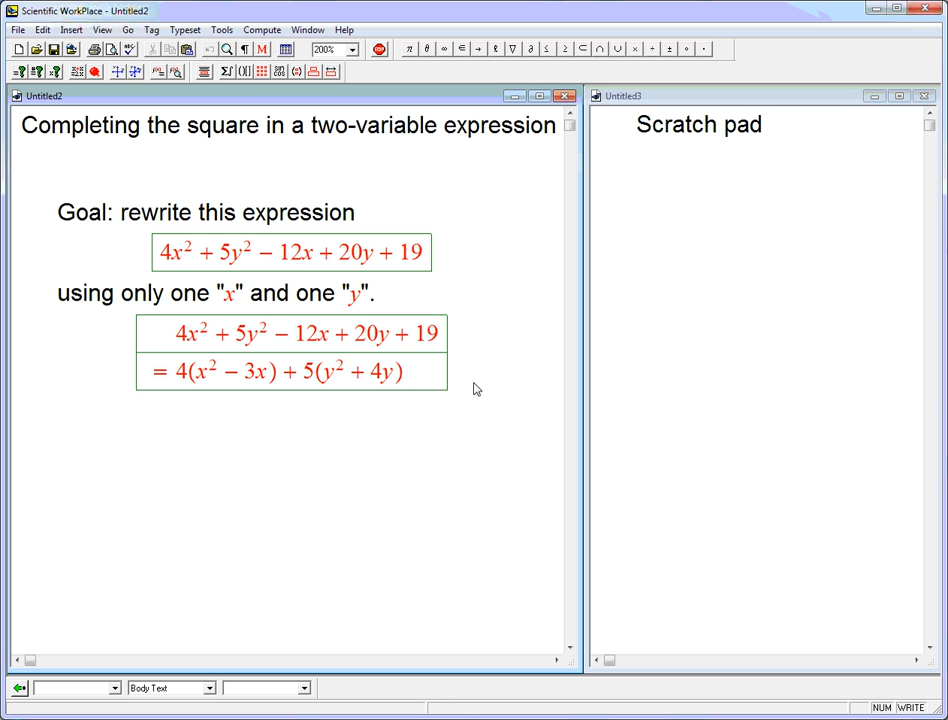 Scientific WorkPlace - Untitled2
File Edit Insert View Go Tag Typeset Tools Compute Window Help
200%
π θ ∞ ∈ → ℓ ∇ ∂ ≤ ≥ ⊂ ∩ ∪ × ÷ ± ∘ ·
Untitled2
Completing the square in a two-variable expression
Goal: rewrite this expression
4x² + 5y² − 12x + 20y + 19
using only one "x" and one "y".
4x² + 5y² − 12x + 20y + 19
= 4(x² − 3x) + 5(y² + 4y)
Untitled3
Scratch pad
Body Text
NUM WRITE